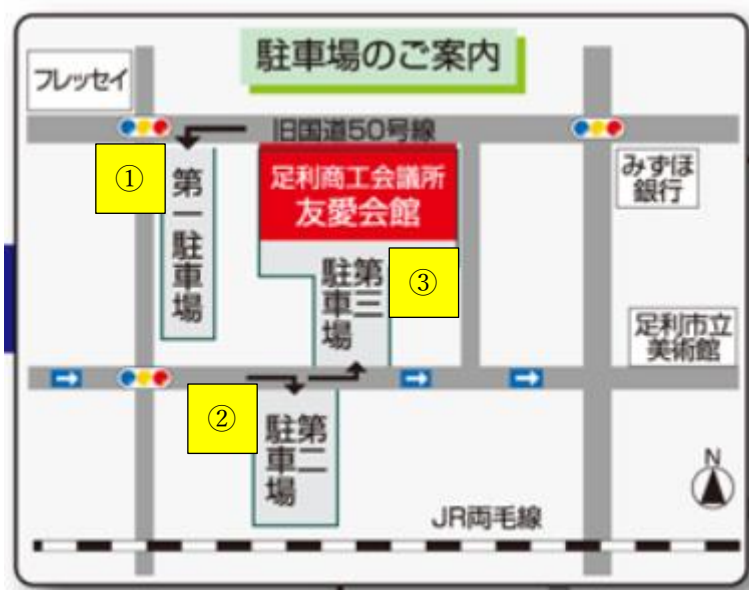 駐車場のご案内
フレッセイ
旧国道50号線
①
第一駐車場
足利商工会議所
友愛会館
みずほ
銀行
第三
駐車場
③
足利市立
美術館
②
第二
駐車場
N
JR両毛線